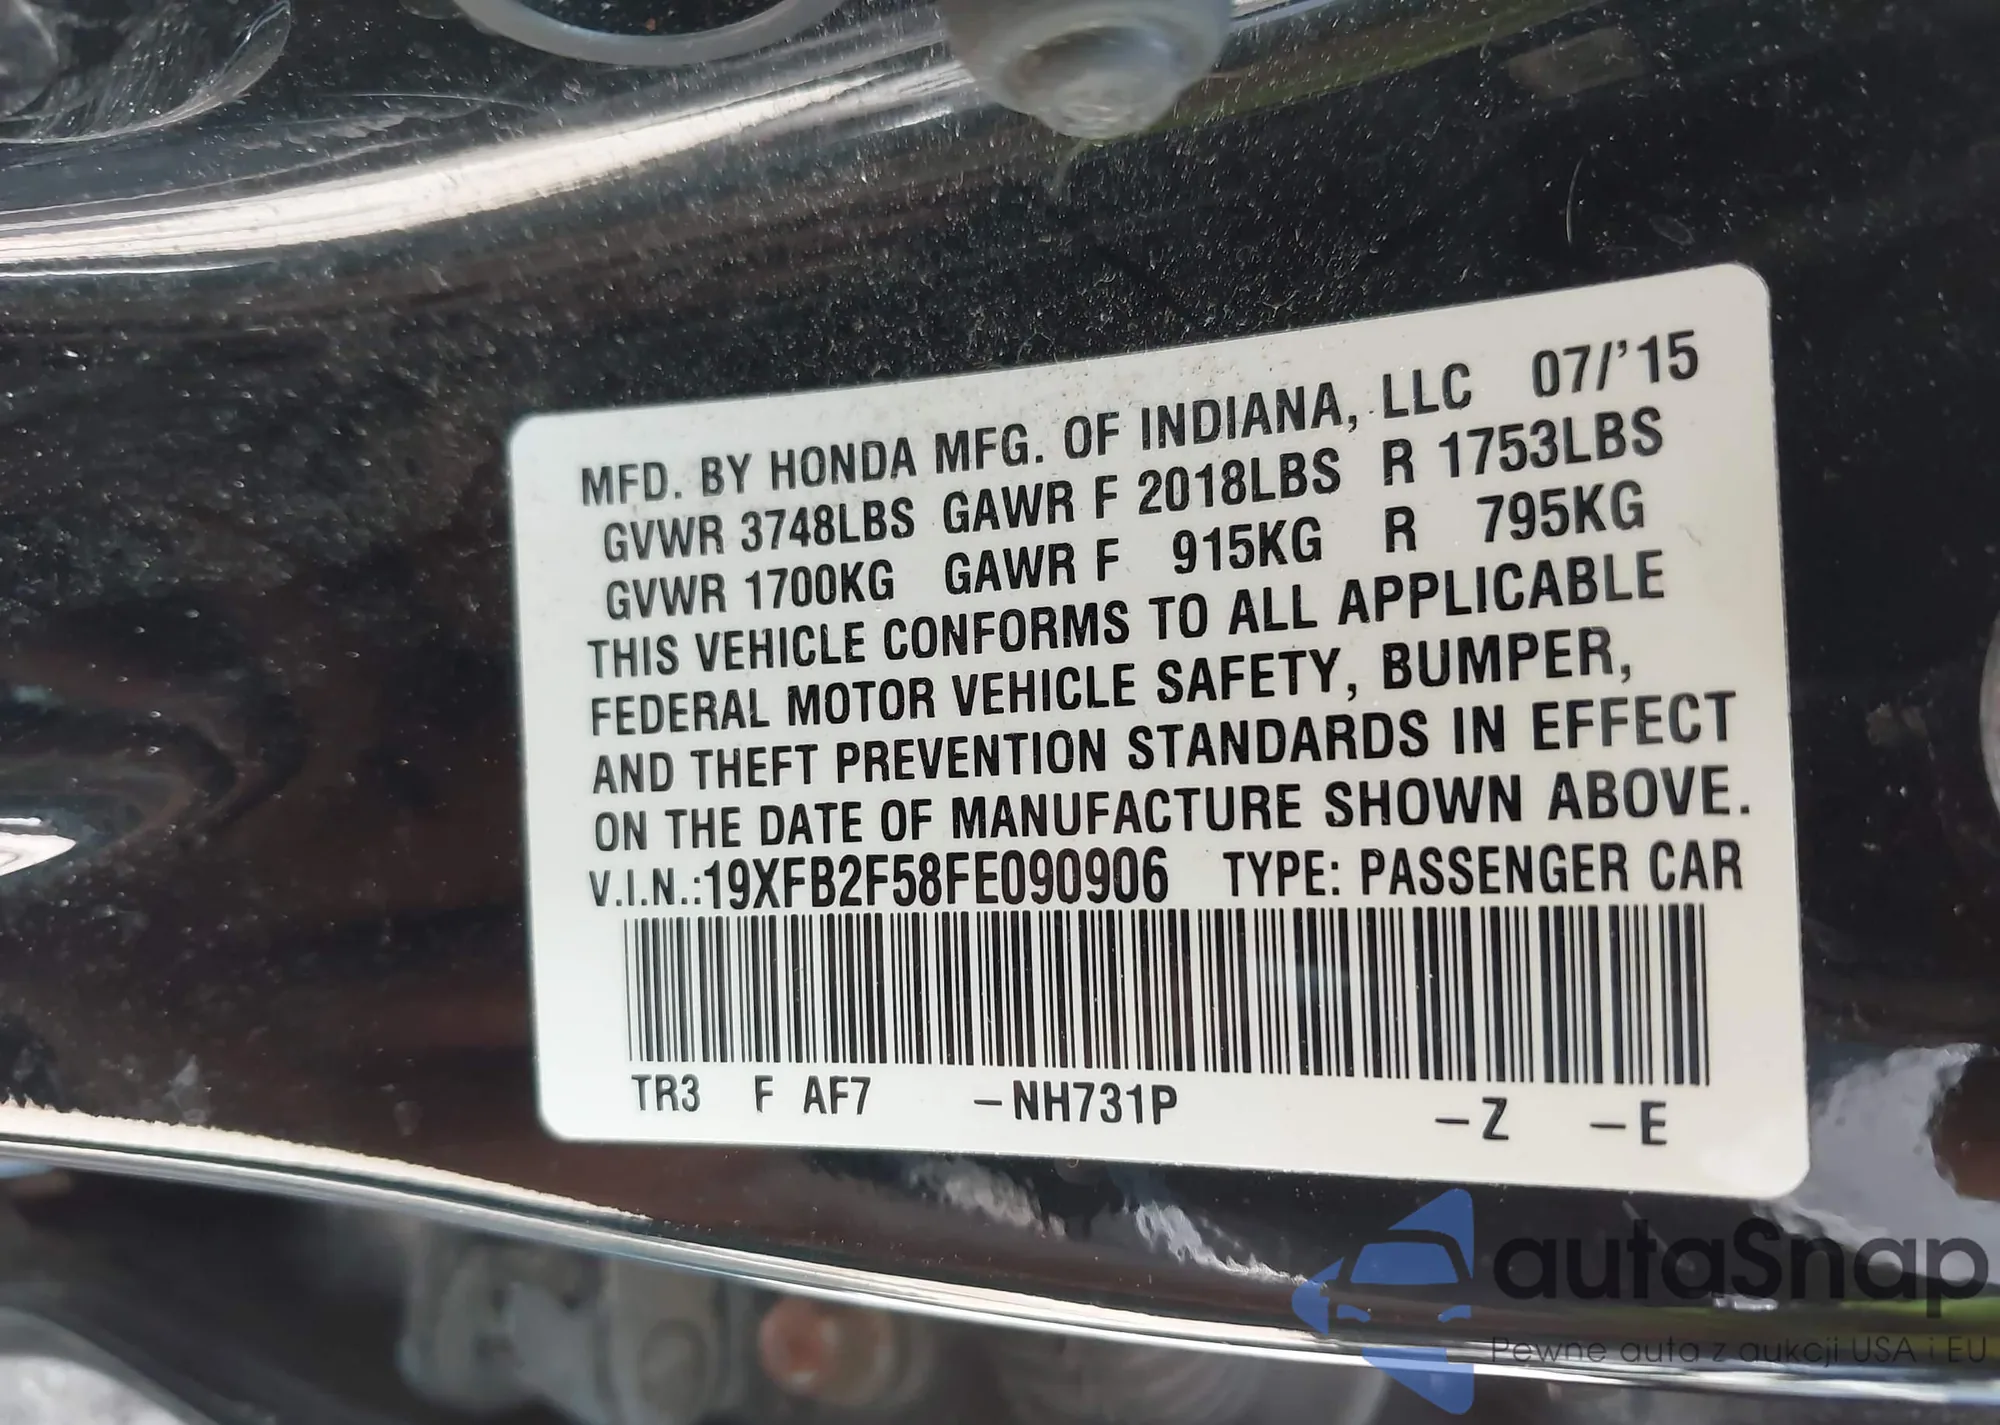 MFD. BY HONDA MFG. OF INDIANA, LLC 07/'15
GVWR 3748LBS GAWR F 2018LBS R 1753LBS
GVWR 1700KG GAWR F 915KG R 795KG
THIS VEHICLE CONFORMS TO ALL APPLICABLE
FEDERAL MOTOR VEHICLE SAFETY, BUMPER,
AND THEFT PREVENTION STANDARDS IN EFFECT
ON THE DATE OF MANUFACTURE SHOWN ABOVE.
V.I.N.:19XFB2F58FE090906 TYPE: PASSENGER CAR
TR3 F AF7 –NH731P –Z –E
autaSnap
Pewne auta z aukcji USA i EU